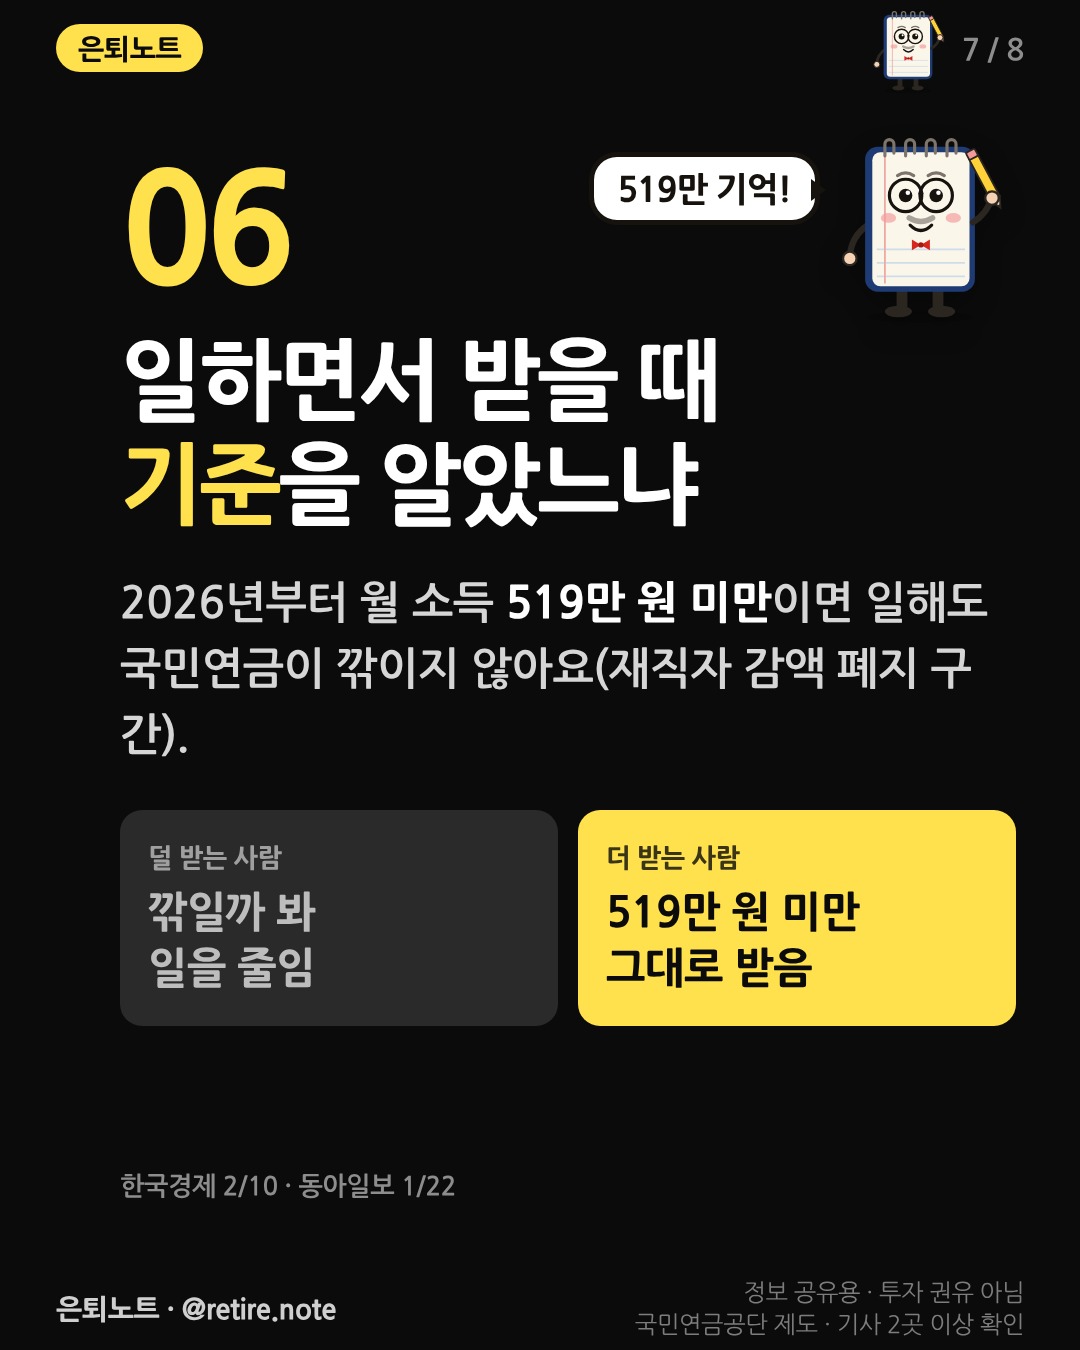 은퇴노트
7 / 8
06
519만 기억!
일하면서 받을 때
기준을 알았느냐
2026년부터 월 소득 519만 원 미만이면 일해도
국민연금이 깎이지 않아요(재직자 감액 폐지 구
간).
덜 받는 사람
깎일까 봐
일을 줄임
더 받는 사람
519만 원 미만
그대로 받음
한국경제 2/10 · 동아일보 1/22
은퇴노트 · @retire.note
정보 공유용 · 투자 권유 아님
국민연금공단 제도 · 기사 2곳 이상 확인